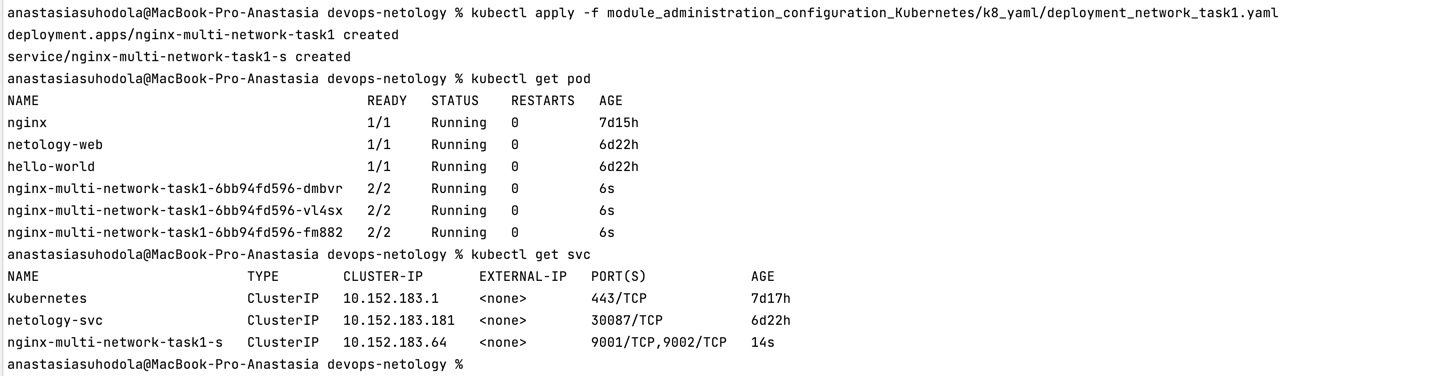 anastasiasuhodola@MacBook-Pro-Anastasia devops-netology % kubectl apply -f module_administration_configuration_Kubernetes/k8_yaml/deployment_network_task1.yaml
deployment.apps/nginx-multi-network-task1 created
service/nginx-multi-network-task1-s created
anastasiasuhodola@MacBook-Pro-Anastasia devops-netology % kubectl get pod
NAME                                         READY   STATUS    RESTARTS   AGE
nginx                                        1/1     Running   0          7d15h
netology-web                                 1/1     Running   0          6d22h
hello-world                                  1/1     Running   0          6d22h
nginx-multi-network-task1-6bb94fd596-dmbvr   2/2     Running   0          6s
nginx-multi-network-task1-6bb94fd596-vl4sx   2/2     Running   0          6s
nginx-multi-network-task1-6bb94fd596-fm882   2/2     Running   0          6s
anastasiasuhodola@MacBook-Pro-Anastasia devops-netology % kubectl get svc
NAME                          TYPE        CLUSTER-IP       EXTERNAL-IP   PORT(S)             AGE
kubernetes                    ClusterIP   10.152.183.1     <none>        443/TCP             7d17h
netology-svc                  ClusterIP   10.152.183.181   <none>        30087/TCP           6d22h
nginx-multi-network-task1-s   ClusterIP   10.152.183.64    <none>        9001/TCP,9002/TCP   14s
anastasiasuhodola@MacBook-Pro-Anastasia devops-netology %